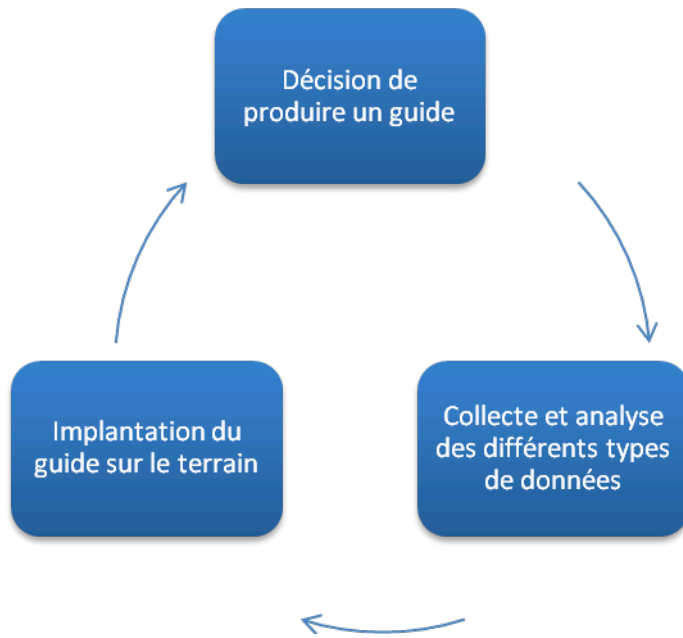 Décision de
produire un guide
Implantation du
guide sur le terrain
Collecte et analyse
des différents types
de données